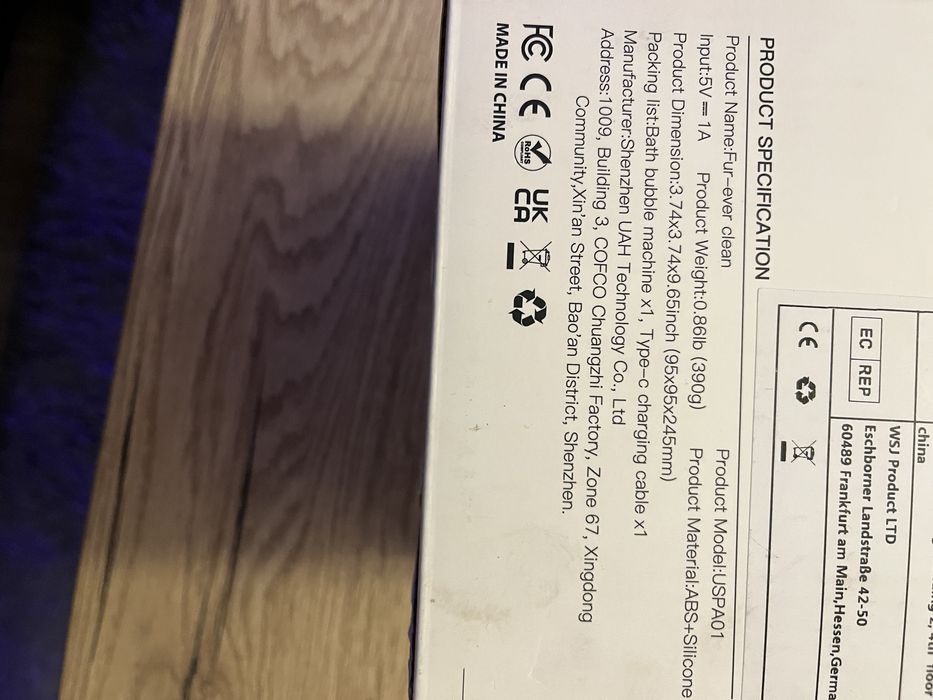 PRODUCT SPECIFICATION
Product Name:Fur-ever clean Product Model:USPA01
Input:5V⎓1A Product Weight:0.86lb (390g) Product Material:ABS+Silicone
Product Dimension:3.74x3.74x9.65inch (95x95x245mm)
Packing list:Bath bubble machine x1, Type-c charging cable x1
Manufacturer:Shenzhen UAH Technology Co., Ltd
Address:1009, Building 3, COFCO Chuangzhi Factory, Zone 67, Xingdong
Community,Xin'an Street, Bao'an District, Shenzhen.
FC CE RoHS UK CA
MADE IN CHINA
china
EC REP
WSJ Product LTD
Eschborner Landstraße 42-50
60489 Frankfurt am Main,Hessen,Germa
CE